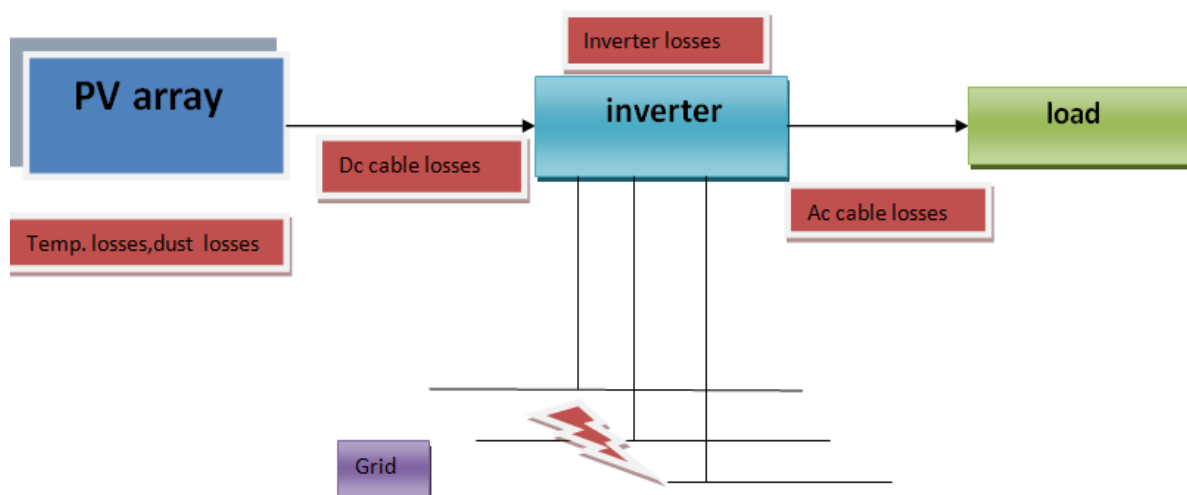 Inverter losses
PV array
inverter
load
Dc cable losses
Ac cable losses
Temp. losses,dust  losses
Grid